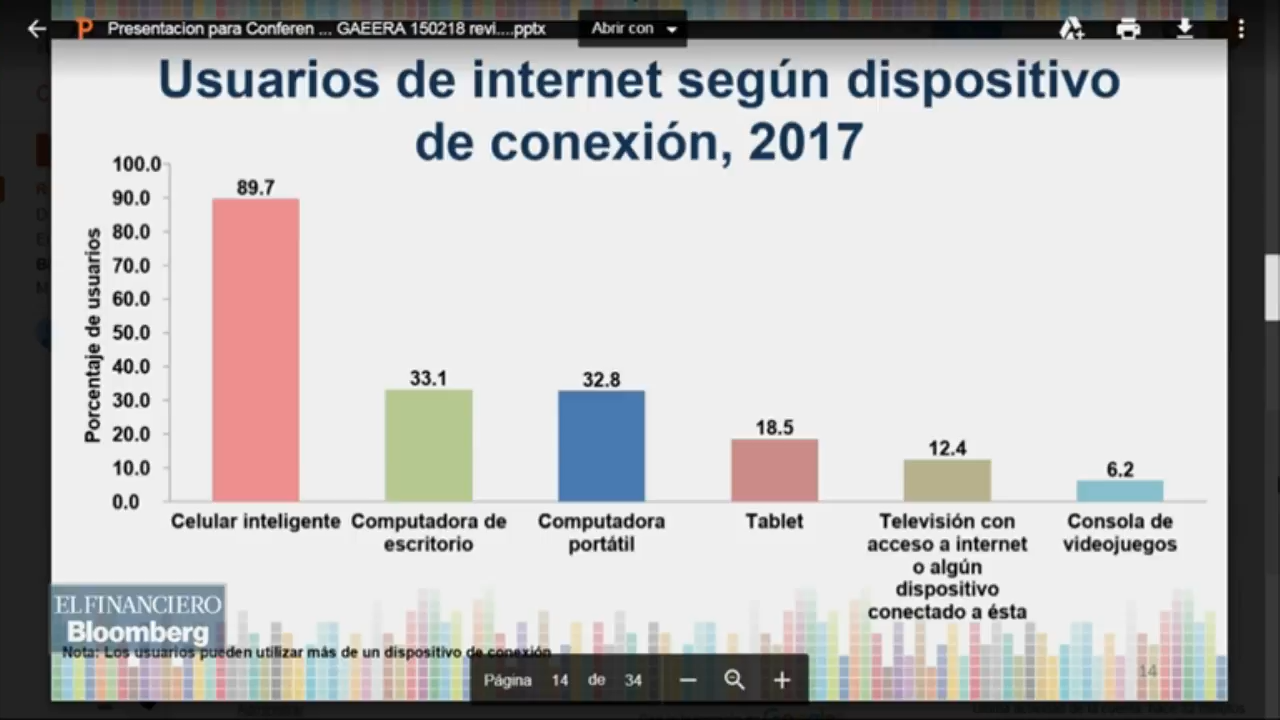 Presentacion para Conferen ... GAEERA 150218 revi....pptx
Abrir con
Usuarios de internet según dispositivo
de conexión, 2017
Porcentaje de usuarios
100.0
90.0
80.0
70.0
60.0
50.0
40.0
30.0
20.0
10.0
0.0
89.7
33.1
32.8
18.5
12.4
6.2
Celular inteligente
Computadora de
escritorio
Computadora
portátil
Tablet
Televisión con
acceso a internet
o algún
dispositivo
conectado a ésta
Consola de
videojuegos
EL FINANCIERO
Bloomberg
Nota: Los usuarios pueden utilizar más de un dispositivo de conexión
14
Página 14 de 34